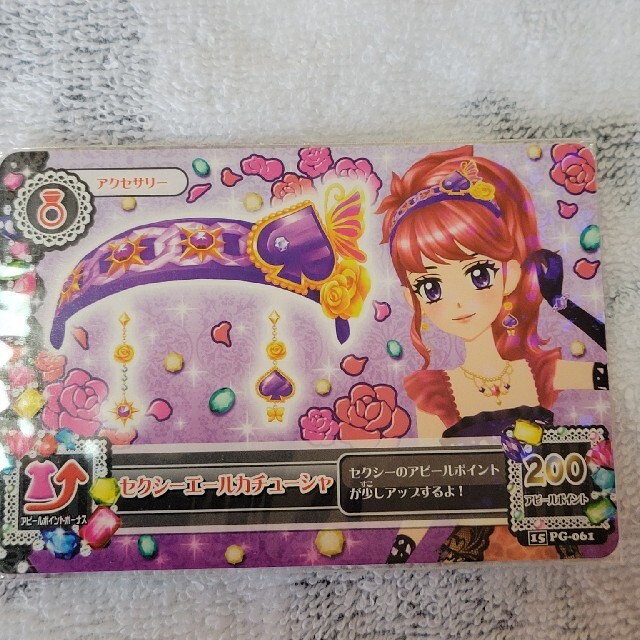 アクセサリー
セクシーエールカチューシャ
セクシーのアピールポイント
が少しアップするよ！
すこ
200
アピールポイント
アピールポイントボーナス
15 PG-061